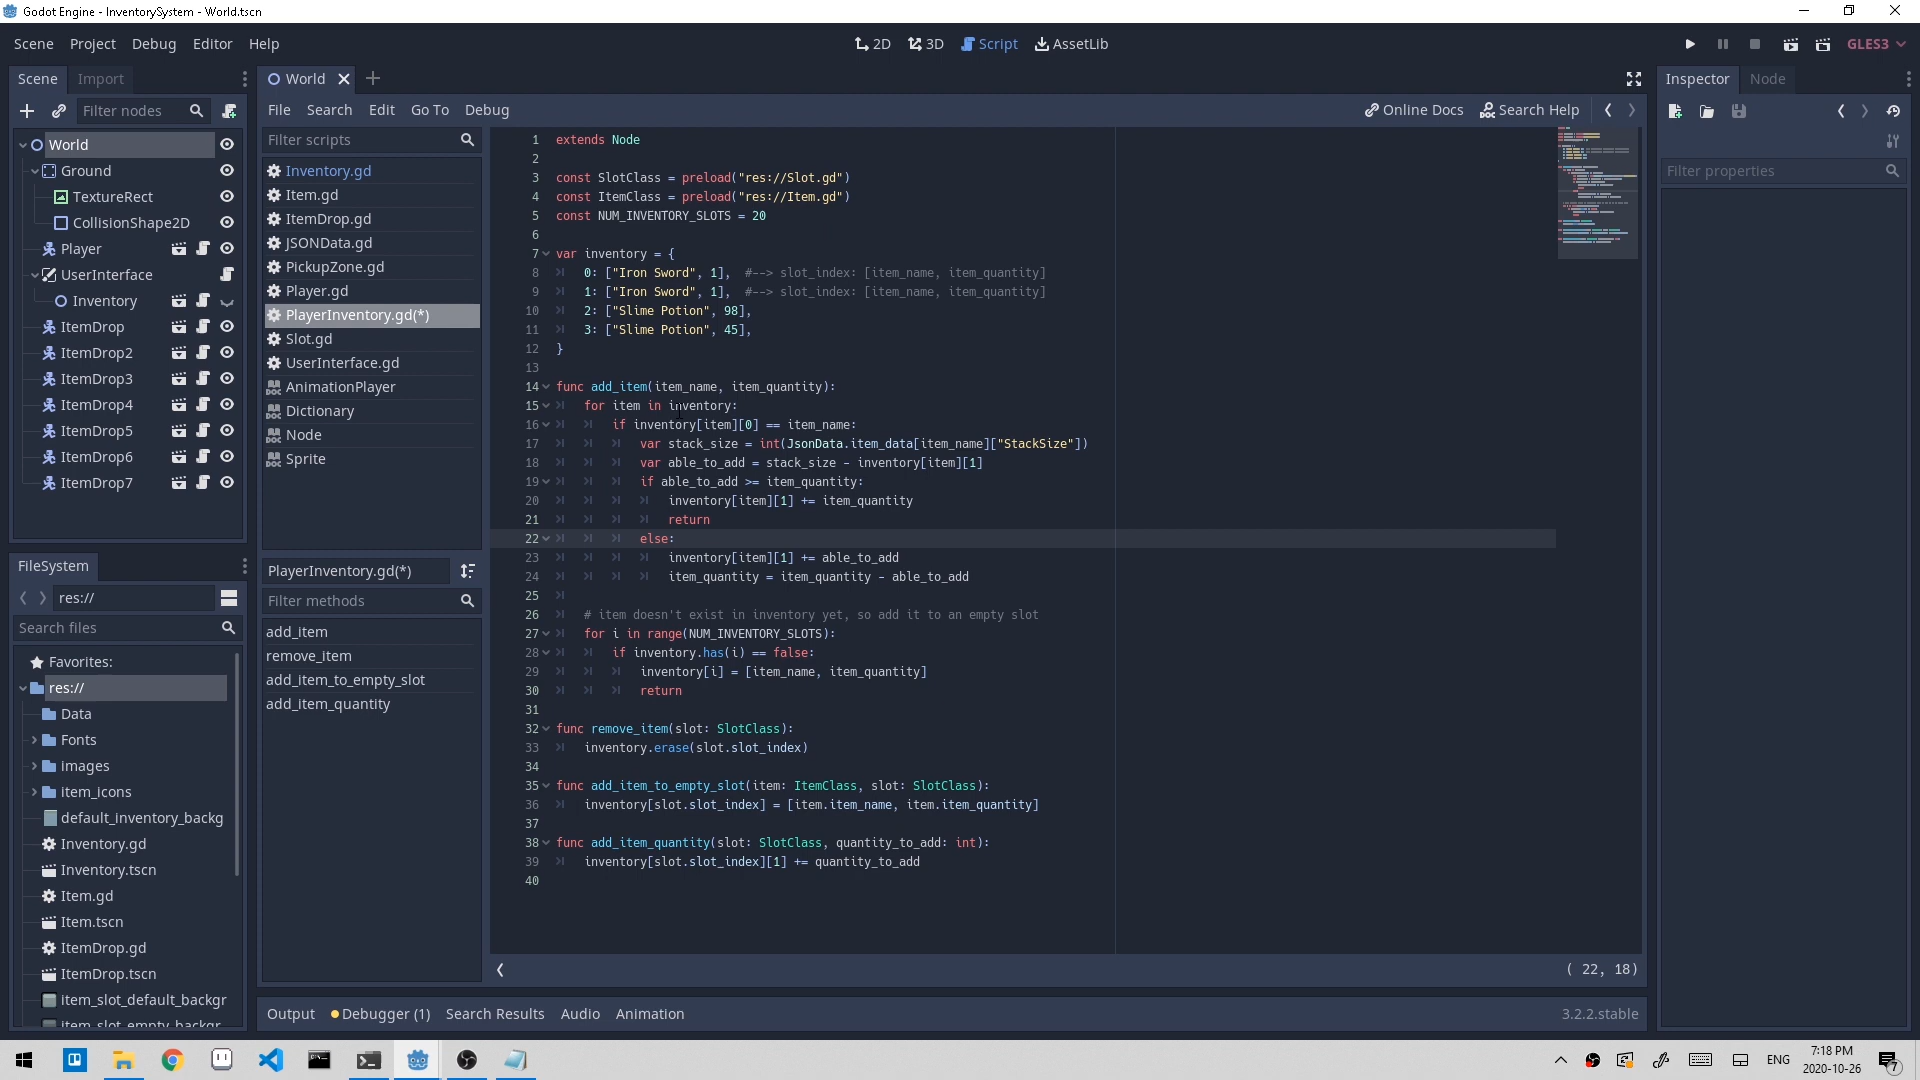 Godot Engine - InventorySystem - World.tscn
Scene Project Debug Editor Help
2D 3D Script AssetLib
GLES3
Scene Import
Filter nodes
World
Ground
TextureRect
CollisionShape2D
Player
UserInterface
Inventory
ItemDrop
ItemDrop2
ItemDrop3
ItemDrop4
ItemDrop5
ItemDrop6
ItemDrop7
FileSystem
res://
Search files
Favorites:
res://
Data
Fonts
images
item_icons
default_inventory_backg
Inventory.gd
Inventory.tscn
Item.gd
Item.tscn
ItemDrop.gd
ItemDrop.tscn
item_slot_default_backgr
item_slot_empty_backgr
World
File Search Edit Go To Debug
Online Docs Search Help
Filter scripts
Inventory.gd
Item.gd
ItemDrop.gd
JSONData.gd
PickupZone.gd
Player.gd
PlayerInventory.gd(*)
Slot.gd
UserInterface.gd
AnimationPlayer
Dictionary
Node
Sprite
PlayerInventory.gd(*)
Filter methods
add_item
remove_item
add_item_to_empty_slot
add_item_quantity
1 extends Node
2
3 const SlotClass = preload("res://Slot.gd")
4 const ItemClass = preload("res://Item.gd")
5 const NUM_INVENTORY_SLOTS = 20
6
7 var inventory = {
8 0: ["Iron Sword", 1], #--> slot_index: [item_name, item_quantity]
9 1: ["Iron Sword", 1], #--> slot_index: [item_name, item_quantity]
10 2: ["Slime Potion", 98],
11 3: ["Slime Potion", 45],
12 }
13
14 func add_item(item_name, item_quantity):
15 for item in inventory:
16 if inventory[item][0] == item_name:
17 var stack_size = int(JsonData.item_data[item_name]["StackSize"])
18 var able_to_add = stack_size - inventory[item][1]
19 if able_to_add >= item_quantity:
20 inventory[item][1] += item_quantity
21 return
22 else:
23 inventory[item][1] += able_to_add
24 item_quantity = item_quantity - able_to_add
25
26 # item doesn't exist in inventory yet, so add it to an empty slot
27 for i in range(NUM_INVENTORY_SLOTS):
28 if inventory.has(i) == false:
29 inventory[i] = [item_name, item_quantity]
30 return
31
32 func remove_item(slot: SlotClass):
33 inventory.erase(slot.slot_index)
34
35 func add_item_to_empty_slot(item: ItemClass, slot: SlotClass):
36 inventory[slot.slot_index] = [item.item_name, item.item_quantity]
37
38 func add_item_quantity(slot: SlotClass, quantity_to_add: int):
39 inventory[slot.slot_index][1] += quantity_to_add
40
( 22, 18)
Output Debugger (1) Search Results Audio Animation
3.2.2.stable
Inspector Node
Filter properties
ENG
7:18 PM
2020-10-26
7